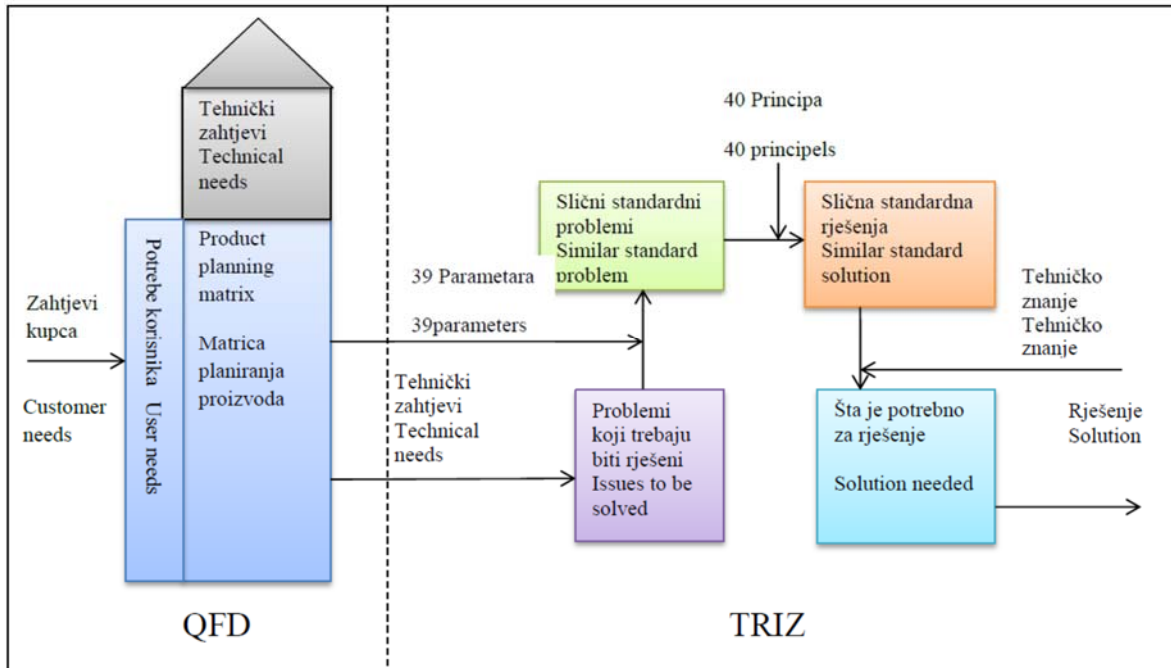 Tehnički
zahtjevi
Technical
needs
Potrebe korisnika User needs
Product
planning
matrix
Matrica
planiranja
proizvoda
Zahtjevi
kupca
Customer
needs
QFD
39 Parametara
39parameters
Tehnički
zahtjevi
Technical
needs
Slični standardni
problemi
Similar standard
problem
Problemi
koji trebaju
biti rješeni
Issues to be
solved
40 Principa
40 principels
Slična standardna
rješenja
Similar standard
solution
Tehničko
znanje
Tehničko
znanje
Šta je potrebno
za rješenje
Solution needed
Rješenje
Solution
TRIZ